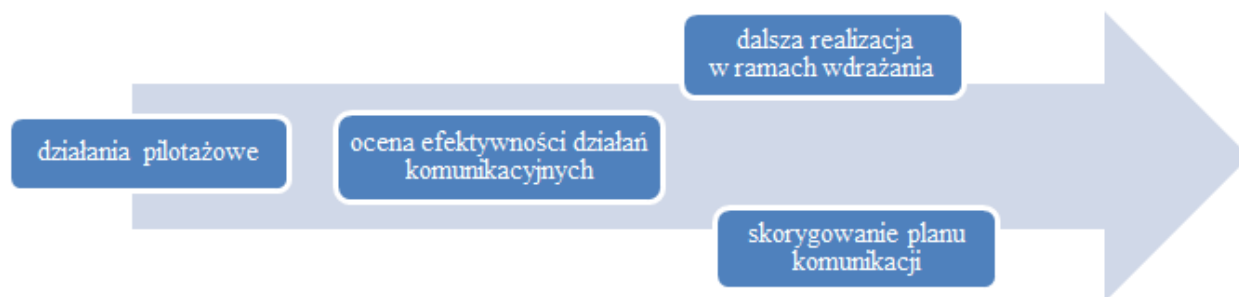 działania pilotażowe
ocena efektywności działań
komunikacyjnych
dalsza realizacja
w ramach wdrażania
skorygowanie planu
komunikacji